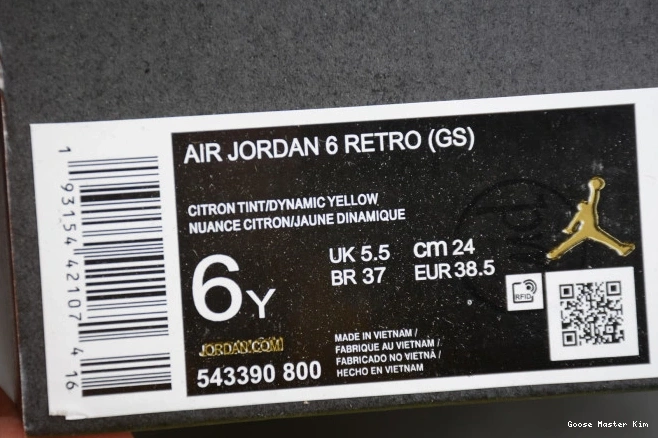 AIR JORDAN 6 RETRO (GS)
CITRON TINT/DYNAMIC YELLOW
NUANCE CITRON/JAUNE DINAMIQUE
6Y
UK 5.5 cm 24
BR 37 EUR 38.5
RFID
JORDAN.COM
543390 800
MADE IN VIETNAM /
FABRIQUE AU VIETNAM /
FABRICADO NO VIETNÃ /
HECHO EN VIETNAM
1 93154 42107 4 16
Goose Master Kim